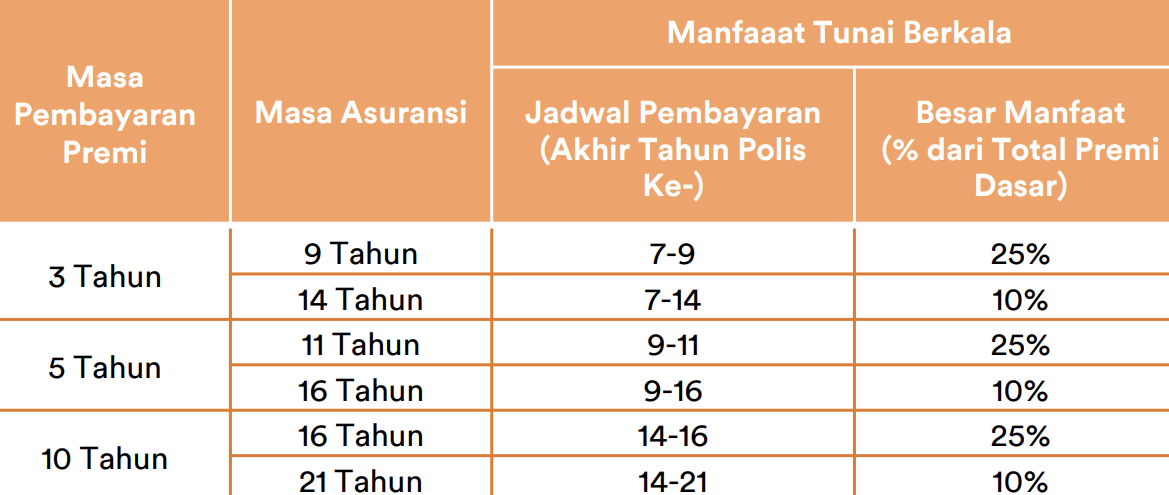 Masa
Pembayaran
Premi
Masa Asuransi
Manfaaat Tunai Berkala
Jadwal Pembayaran
(Akhir Tahun Polis
Ke-)
Besar Manfaat
(% dari Total Premi
Dasar)
3 Tahun
9 Tahun 7-9 25%
14 Tahun 7-14 10%
5 Tahun
11 Tahun 9-11 25%
16 Tahun 9-16 10%
10 Tahun
16 Tahun 14-16 25%
21 Tahun 14-21 10%